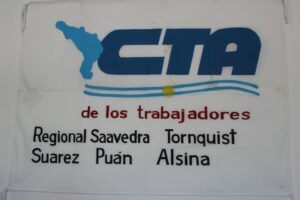 CTA
de los trabajadores
Regional Saavedra Tornquist
Suarez Puán Alsina